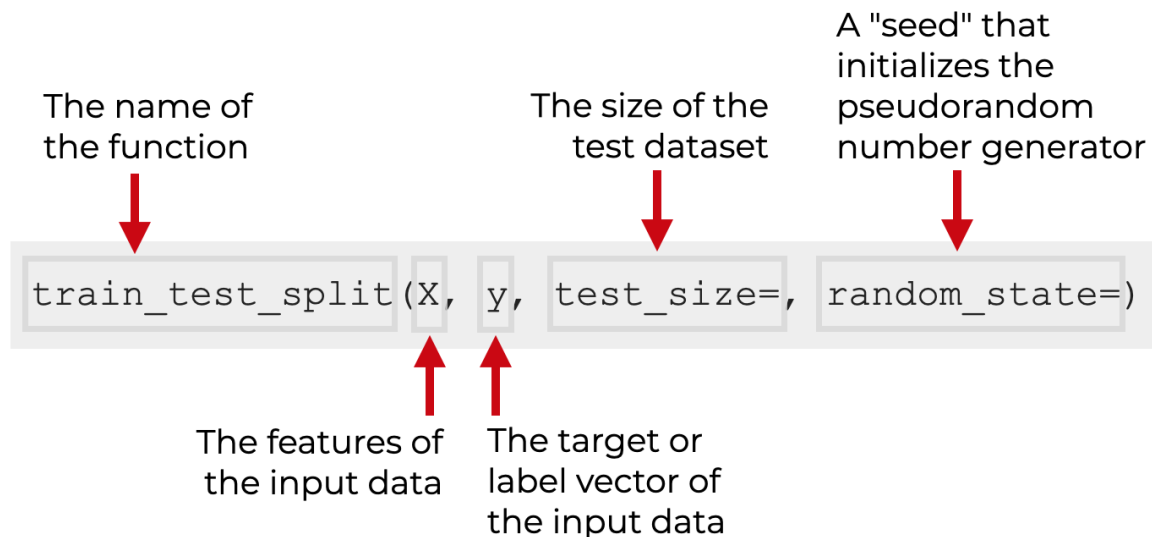 A "seed" that
initializes the
pseudorandom
number generator
The name of
the function
The size of the
test dataset
train_test_split(X, y, test_size=, random_state=)
The features of
the input data
The target or
label vector of
the input data